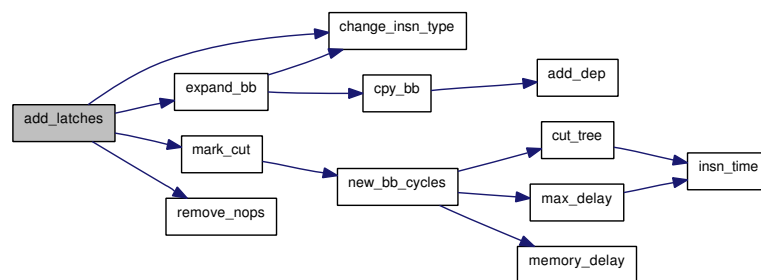 change_insn_type
expand_bb
cpy_bb
add_dep
add_latches
mark_cut
cut_tree
new_bb_cycles
insn_time
max_delay
remove_nops
memory_delay